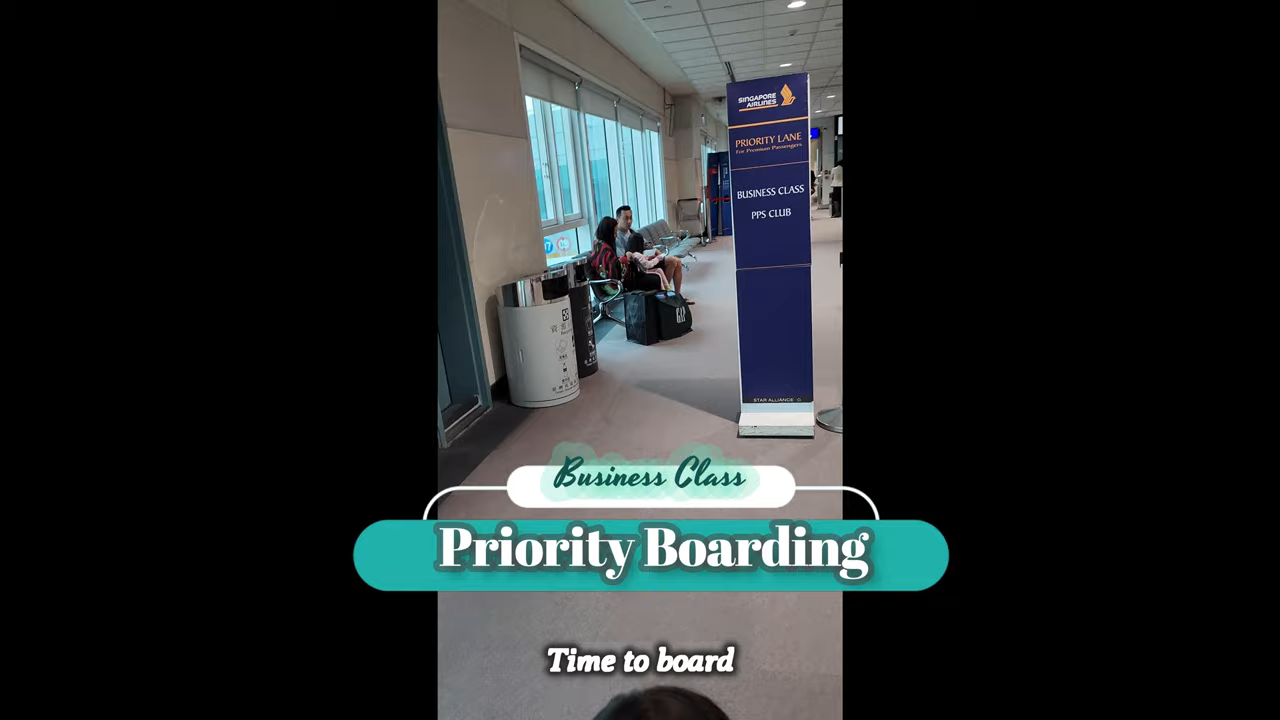 SINGAPORE
AIRLINES
PRIORITY LANE
For Premium Passengers
BUSINESS CLASS
PPS CLUB
STAR ALLIANCE
Business Class
Priority Boarding
Time to board